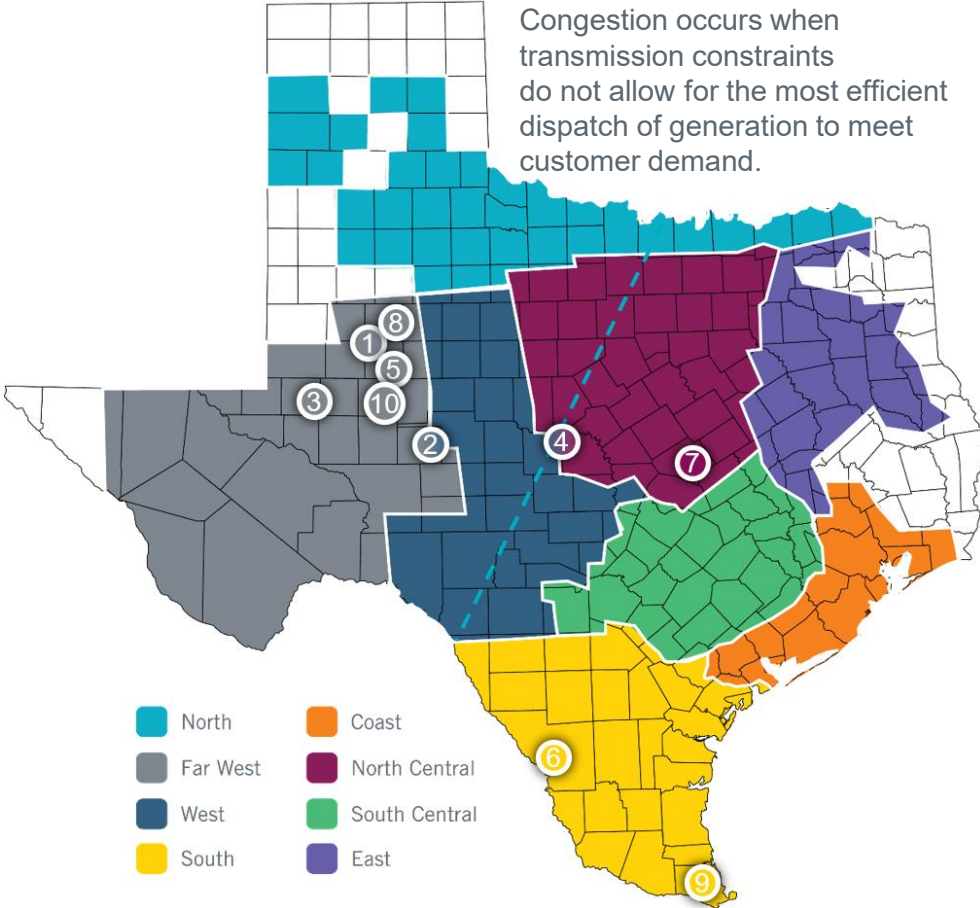 Congestion occurs when
transmission constraints
do not allow for the most efficient
dispatch of generation to meet
customer demand.
8
1
5
3
10
2
4
7
6
9
North
Far West
West
South
Coast
North Central
South Central
East